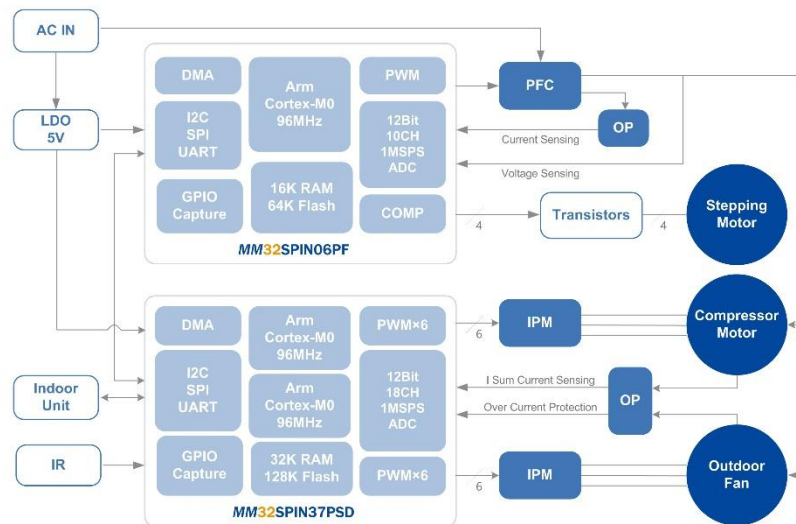 AC IN
DMA
Arm
Cortex-M0
96MHz
PWM
PFC
LDO
5V
I2C
SPI
UART
12Bit
10CH
1MSPS
ADC
OP
Current Sensing
Voltage Sensing
GPIO
Capture
16K RAM
64K Flash
COMP
4
Transistors
4
Stepping
Motor
MM32SPIN06PF
DMA
Arm
Cortex-M0
96MHz
PWM×6
6
IPM
Compressor
Motor
I2C
SPI
UART
Arm
Cortex-M0
96MHz
12Bit
18CH
1MSPS
ADC
I Sum Current Sensing
Over Current Protection
OP
Indoor
Unit
IR
GPIO
Capture
32K RAM
128K Flash
PWM×6
6
IPM
Outdoor
Fan
MM32SPIN37PSD